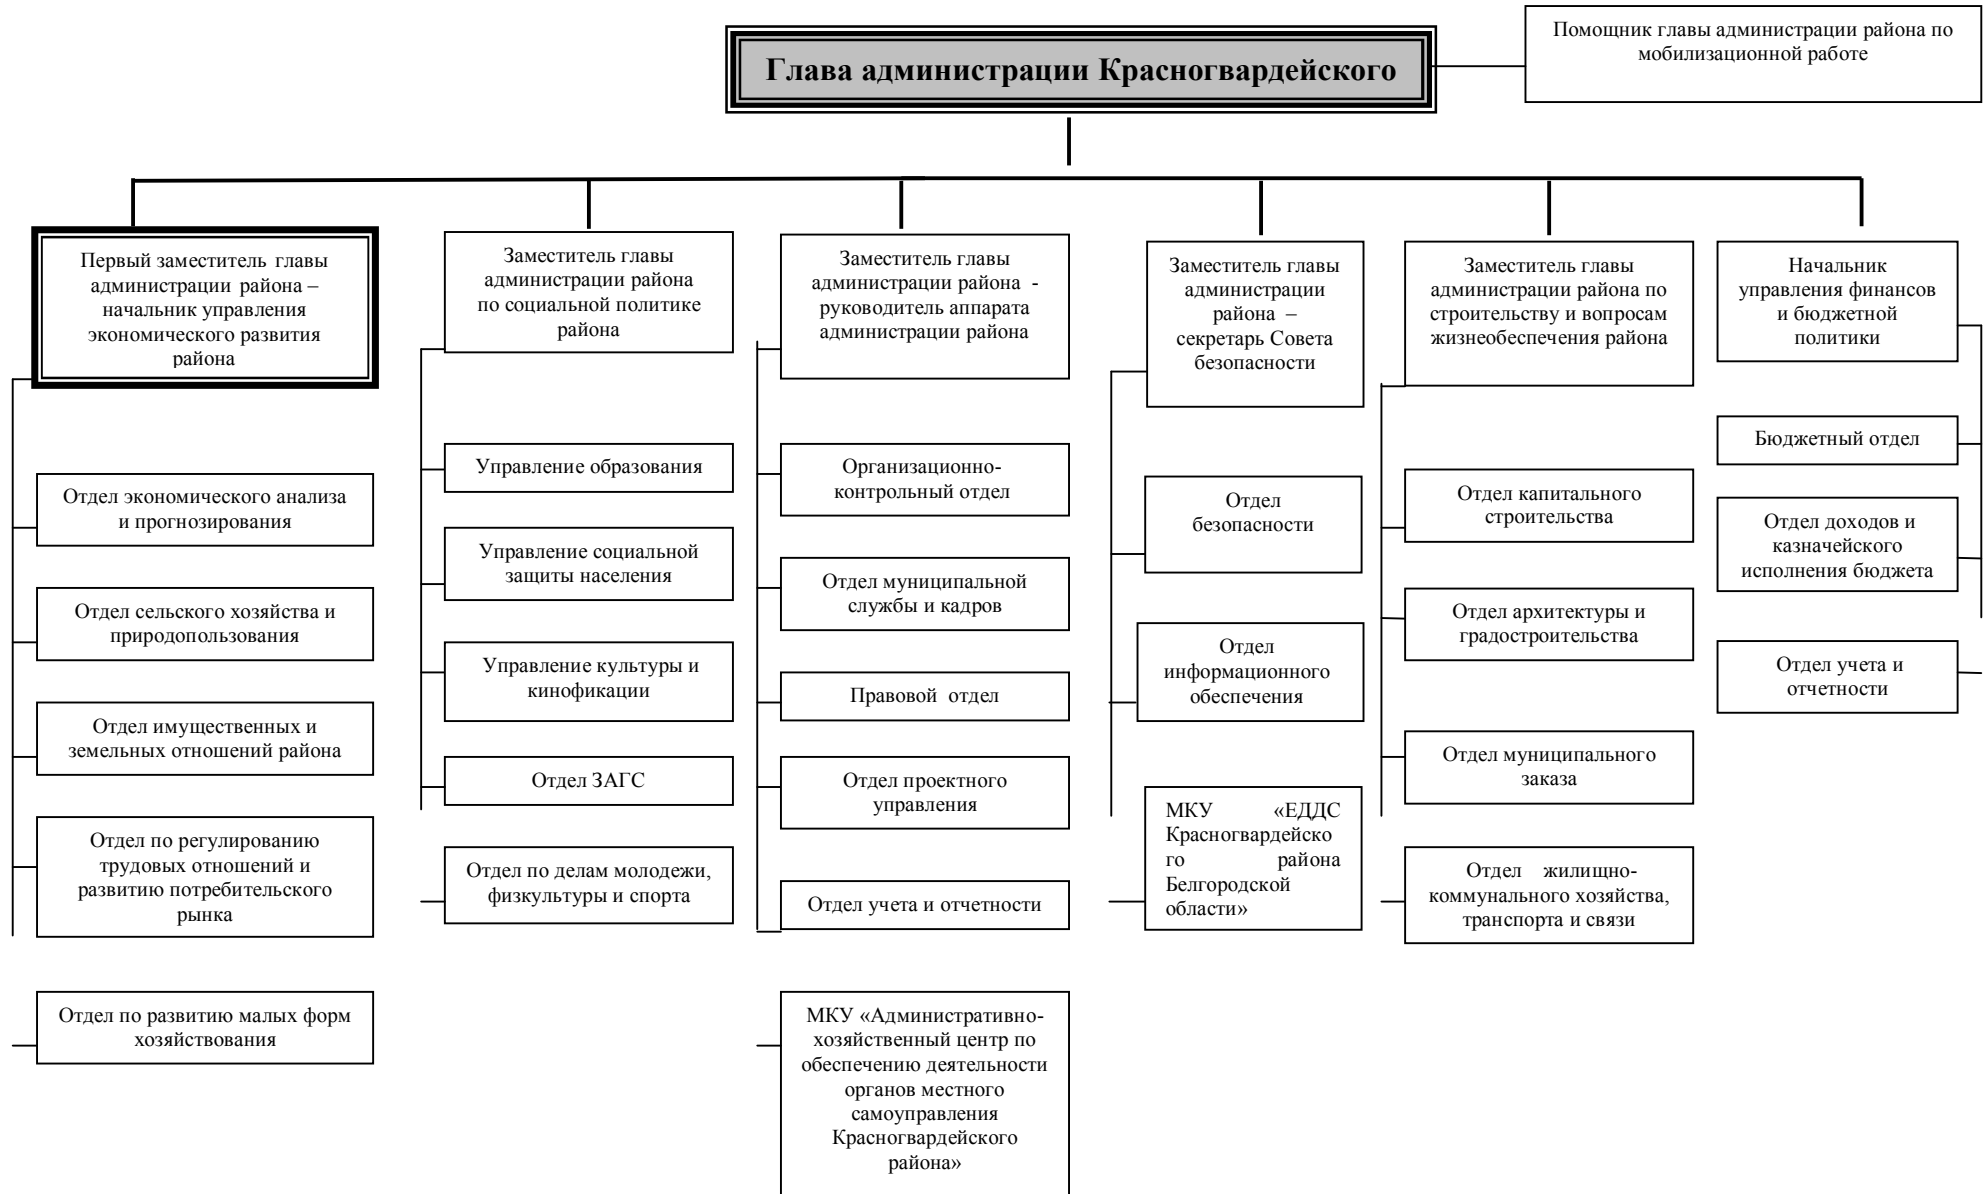 Помощник главы администрации района по
мобилизационной работе
Глава администрации Красногвардейского
Первый заместитель главы
администрации района –
начальник управления
экономического развития
района
Отдел экономического анализа
и прогнозирования
Отдел сельского хозяйства и
природопользования
Отдел имущественных и
земельных отношений района
Отдел по регулированию
трудовых отношений и
развитию потребительского
рынка
Отдел по развитию малых форм
хозяйствования
Заместитель главы
администрации района
по социальной политике
района
Управление образования
Управление социальной
защиты населения
Управление культуры и
кинофикации
Отдел ЗАГС
Отдел по делам молодежи,
физкультуры и спорта
Заместитель главы
администрации района -
руководитель аппарата
администрации района
Организационно-
контрольный отдел
Отдел муниципальной
службы и кадров
Правовой отдел
Отдел проектного
управления
Отдел учета и отчетности
МКУ «Административно-
хозяйственный центр по
обеспечению деятельности
органов местного
самоуправления
Красногвардейского
района»
Заместитель главы
администрации
района –
секретарь Совета
безопасности
Отдел
безопасности
Отдел
информационного
обеспечения
МКУ «ЕДДС
Красногвардейско
го района
Белгородской
области»
Заместитель главы
администрации района по
строительству и вопросам
жизнеобеспечения района
Отдел капитального
строительства
Отдел архитектуры и
градостроительства
Отдел муниципального
заказа
Отдел жилищно-
коммунального хозяйства,
транспорта и связи
Начальник
управления финансов
и бюджетной
политики
Бюджетный отдел
Отдел доходов и
казначейского
исполнения бюджета
Отдел учета и
отчетности